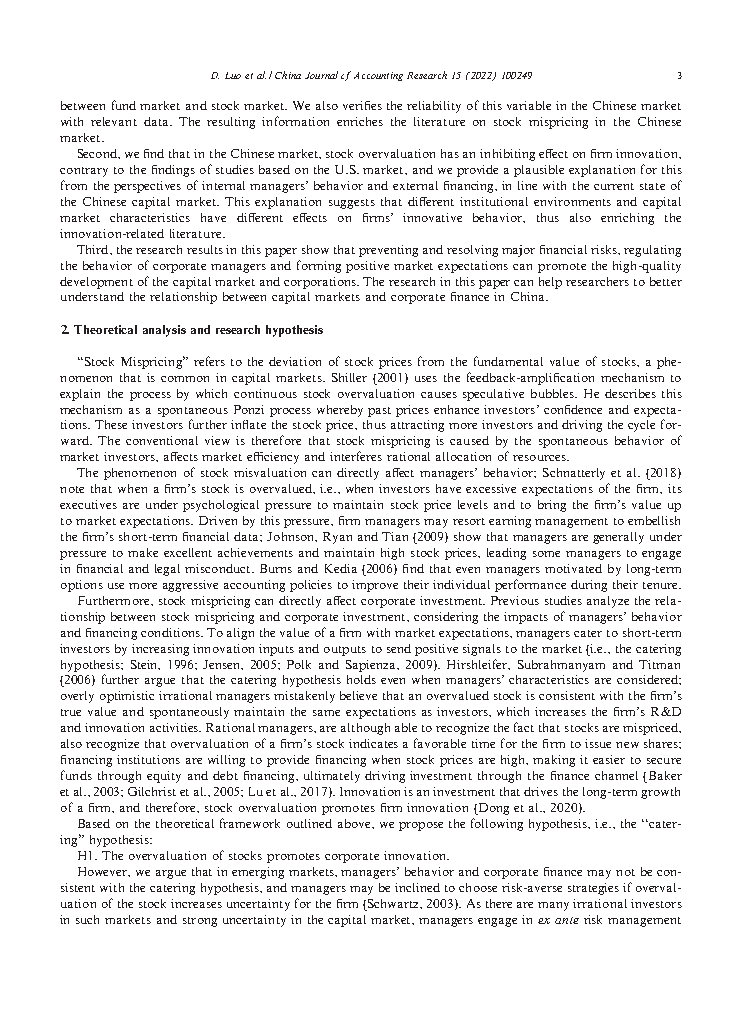 D. Luo et al. / China Journal of Accounting Research 15 (2022) 100249
3
between fund market and stock market. We also verifies the reliability of this variable in the Chinese market
with relevant data. The resulting information enriches the literature on stock mispricing in the Chinese
market.
Second, we find that in the Chinese market, stock overvaluation has an inhibiting effect on firm innovation,
contrary to the findings of studies based on the U.S. market, and we provide a plausible explanation for this
from the perspectives of internal managers' behavior and external financing, in line with the current state of
the Chinese capital market. This explanation suggests that different institutional environments and capital
market characteristics have different effects on firms' innovative behavior, thus also enriching the
innovation-related literature.
Third, the research results in this paper show that preventing and resolving major financial risks, regulating
the behavior of corporate managers and forming positive market expectations can promote the high-quality
development of the capital market and corporations. The research in this paper can help researchers to better
understand the relationship between capital markets and corporate finance in China.
2. Theoretical analysis and research hypothesis
“Stock Mispricing” refers to the deviation of stock prices from the fundamental value of stocks, a phe-
nomenon that is common in capital markets. Shiller (2001) uses the feedback-amplification mechanism to
explain the process by which continuous stock overvaluation causes speculative bubbles. He describes this
mechanism as a spontaneous Ponzi process whereby past prices enhance investors' confidence and expecta-
tions. These investors further inflate the stock price, thus attracting more investors and driving the cycle for-
ward. The conventional view is therefore that stock mispricing is caused by the spontaneous behavior of
market investors, affects market efficiency and interferes rational allocation of resources.
The phenomenon of stock misvaluation can directly affect managers' behavior; Schnatterly et al. (2018)
note that when a firm's stock is overvalued, i.e., when investors have excessive expectations of the firm, its
executives are under psychological pressure to maintain stock price levels and to bring the firm's value up
to market expectations. Driven by this pressure, firm managers may resort earning management to embellish
the firm's short-term financial data; Johnson, Ryan and Tian (2009) show that managers are generally under
pressure to make excellent achievements and maintain high stock prices, leading some managers to engage
in financial and legal misconduct. Burns and Kedia (2006) find that even managers motivated by long-term
options use more aggressive accounting policies to improve their individual performance during their tenure.
Furthermore, stock mispricing can directly affect corporate investment. Previous studies analyze the rela-
tionship between stock mispricing and corporate investment, considering the impacts of managers' behavior
and financing conditions. To align the value of a firm with market expectations, managers cater to short-term
investors by increasing innovation inputs and outputs to send positive signals to the market (i.e., the catering
hypothesis; Stein, 1996; Jensen, 2005; Polk and Sapienza, 2009). Hirshleifer, Subrahmanyam and Titman
(2006) further argue that the catering hypothesis holds even when managers' characteristics are considered;
overly optimistic irrational managers mistakenly believe that an overvalued stock is consistent with the firm's
true value and spontaneously maintain the same expectations as investors, which increases the firm's R&D
and innovation activities. Rational managers, are although able to recognize the fact that stocks are mispriced,
also recognize that overvaluation of a firm's stock indicates a favorable time for the firm to issue new shares;
financing institutions are willing to provide financing when stock prices are high, making it easier to secure
funds through equity and debt financing, ultimately driving investment through the finance channel (Baker
et al., 2003; Gilchrist et al., 2005; Lu et al., 2017). Innovation is an investment that drives the long-term growth
of a firm, and therefore, stock overvaluation promotes firm innovation (Dong et al., 2020).
Based on the theoretical framework outlined above, we propose the following hypothesis, i.e., the “cater-
ing” hypothesis:
H1. The overvaluation of stocks promotes corporate innovation.
However, we argue that in emerging markets, managers' behavior and corporate finance may not be con-
sistent with the catering hypothesis, and managers may be inclined to choose risk-averse strategies if overval-
uation of the stock increases uncertainty for the firm (Schwartz, 2003). As there are many irrational investors
in such markets and strong uncertainty in the capital market, managers engage in ex ante risk management